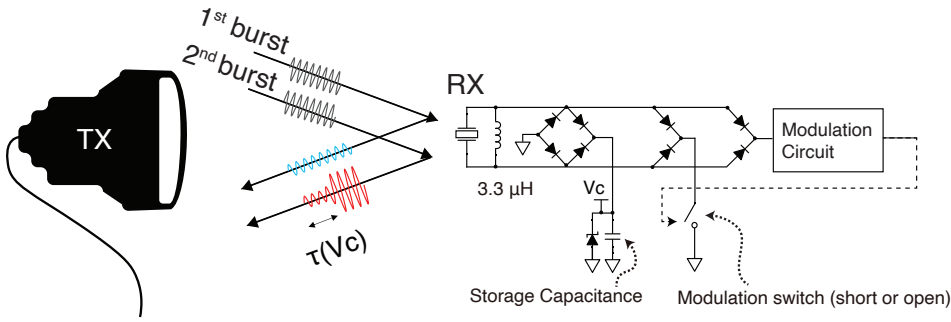 1st burst
2nd burst
TX
RX
τ(Vc)
3.3 μH
Vc
Modulation
Circuit
Storage Capacitance
Modulation switch (short or open)